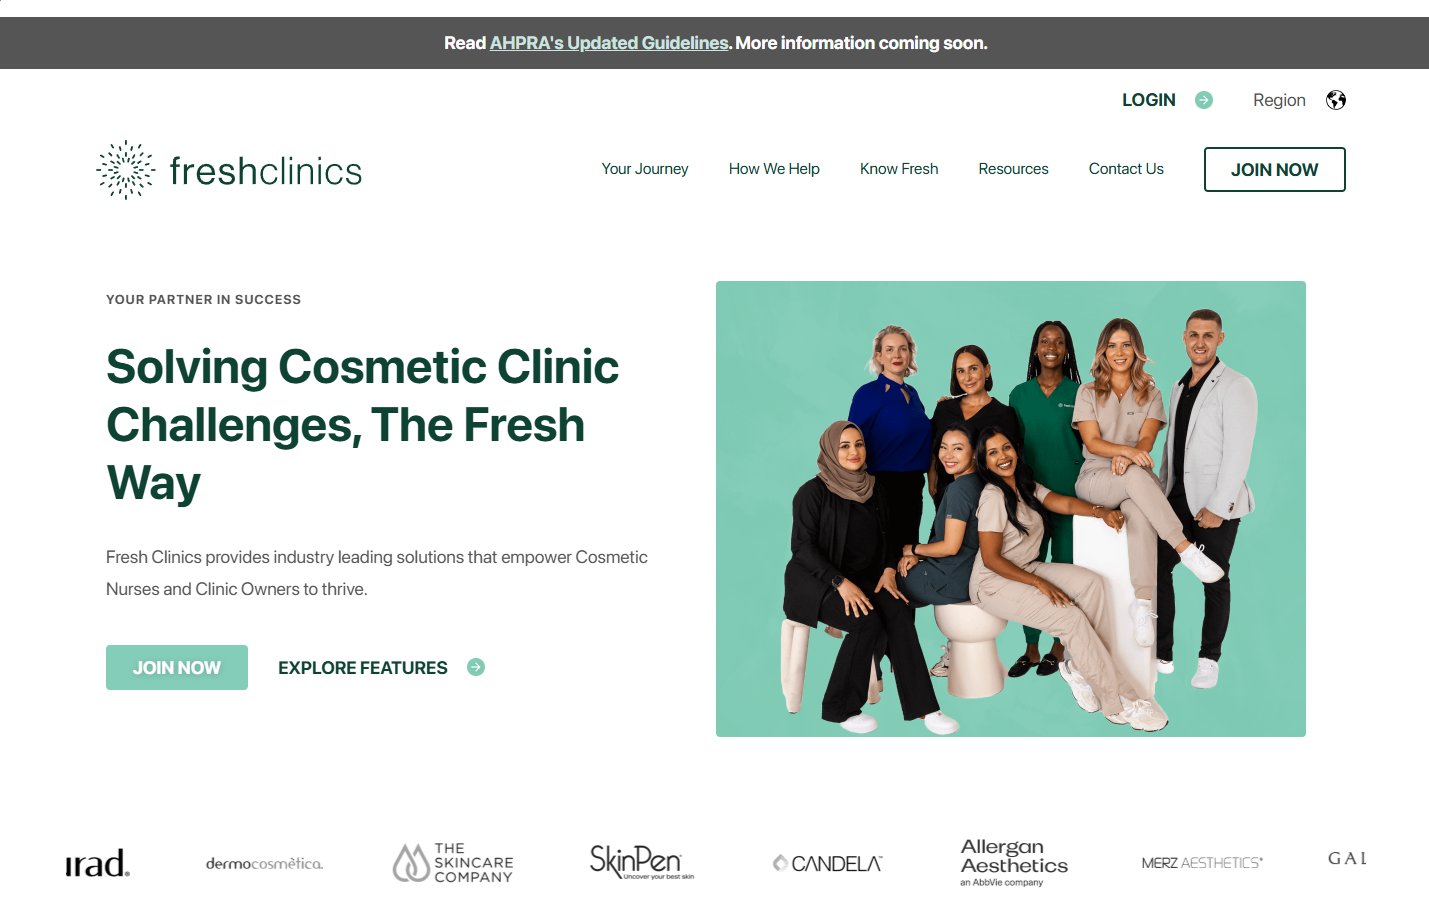 Read AHPRA's Updated Guidelines. More information coming soon.
LOGIN
Region
freshclinics
Your Journey
How We Help
Know Fresh
Resources
Contact Us
JOIN NOW
YOUR PARTNER IN SUCCESS
Solving Cosmetic Clinic
Challenges, The Fresh
Way
Fresh Clinics provides industry leading solutions that empower Cosmetic
Nurses and Clinic Owners to thrive.
JOIN NOW
EXPLORE FEATURES
irad.
dermocosmètica.
THE
SKINCARE
COMPANY
SkinPen®
Uncover your best skin
CANDELA™
Allergan
Aesthetics
an AbbVie company
MERZ AESTHETICS®
GAL